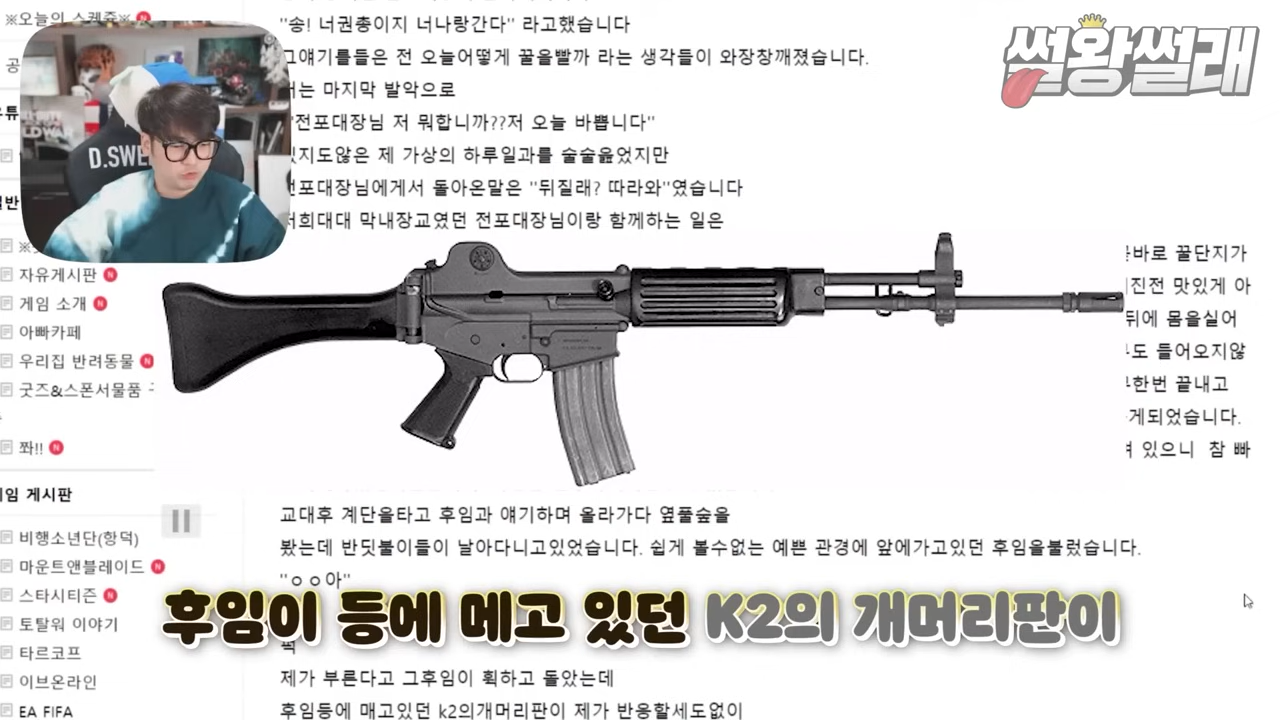 ※오늘의 스케쥴※ N
"송! 너권총이지 너나랑간다" 라고했습니다
그얘기를들은 전 오늘어떻게 꿀을빨까 라는 생각들이 와장창깨졌습니다.
썰왕썰래
저는 마지막 발악으로
"전포대장님 저 뭐합니까??저 오늘 바쁩니다"
있지도않은 제 가상의 하루일과를 술술읊었지만
D.SWE
전포대장님에게서 돌아온말은 "뒤질래? 따라와"였습니다
저희대대 막내장교였던 전포대장님이랑 함께하는 일은
자유게시판 N
게임 소개 N
아빠카페
우리집 반려동물 N
굿즈&스폰서물품
쫘!! N
게임 게시판
비행소년단(항덕)
마운트앤블레이드 N
스타시티즌 N
토탈워 이야기
타르코프
이브온라인
EA FIFA
꿀단지가
진전 맛있게 아
뒤에 몸을실어
도 들어오지않
한번 끝내고
게되었습니다.
있으니 참 빠
교대후 계단을타고 후임과 얘기하며 올라가다 옆풀숲을
봤는데 반딧불이들이 날아다니고있었습니다. 쉽게 볼수없는 예쁜 관경에 앞에가고있던 후임을불렀습니다.
"ㅇㅇ아"
후임이 등에 메고 있던 K2의 개머리판이
퍽
제가 부른다고 그후임이 획하고 돌았는데
후임등에 매고있던 k2의개머리판이 제가 반응할세도없이